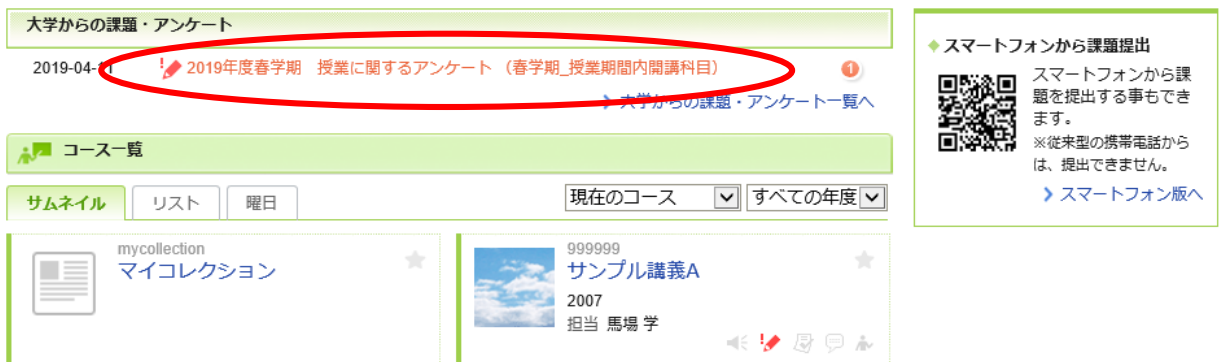 大学からの課題・アンケート
2019-04-11 2019年度春学期 授業に関するアンケート (春学期_授業期間内開講科目) 1
大学からの課題・アンケート一覧へ
コース一覧
サムネイル リスト 曜日 現在のコース すべての年度
mycollection
マイコレクション
999999
サンプル講義A
2007
担当 馬場 学
スマートフォンから課題提出
スマートフォンから課
題を提出する事もでき
ます。
※従来型の携帯電話から
は、提出できません。
スマートフォン版へ